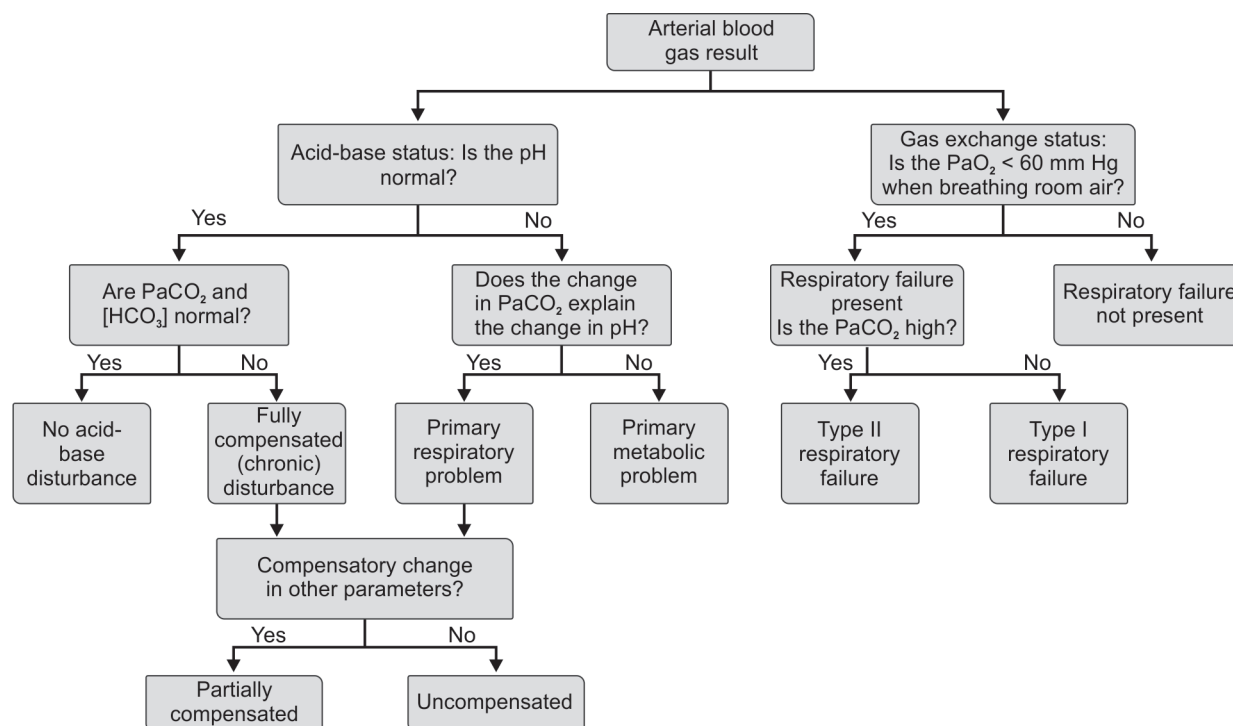 Arterial blood
gas result
Acid-base status: Is the pH
normal?
Gas exchange status:
Is the PaO₂ < 60 mm Hg
when breathing room air?
Yes
No
Yes
No
Are PaCO₂ and
[HCO₃] normal?
Does the change
in PaCO₂ explain
the change in pH?
Respiratory failure
present
Is the PaCO₂ high?
Respiratory failure
not present
Yes
No
Yes
No
Yes
No
No acid-
base
disturbance
Fully
compensated
(chronic)
disturbance
Primary
respiratory
problem
Primary
metabolic
problem
Type II
respiratory
failure
Type I
respiratory
failure
Compensatory change
in other parameters?
Yes
No
Partially
compensated
Uncompensated